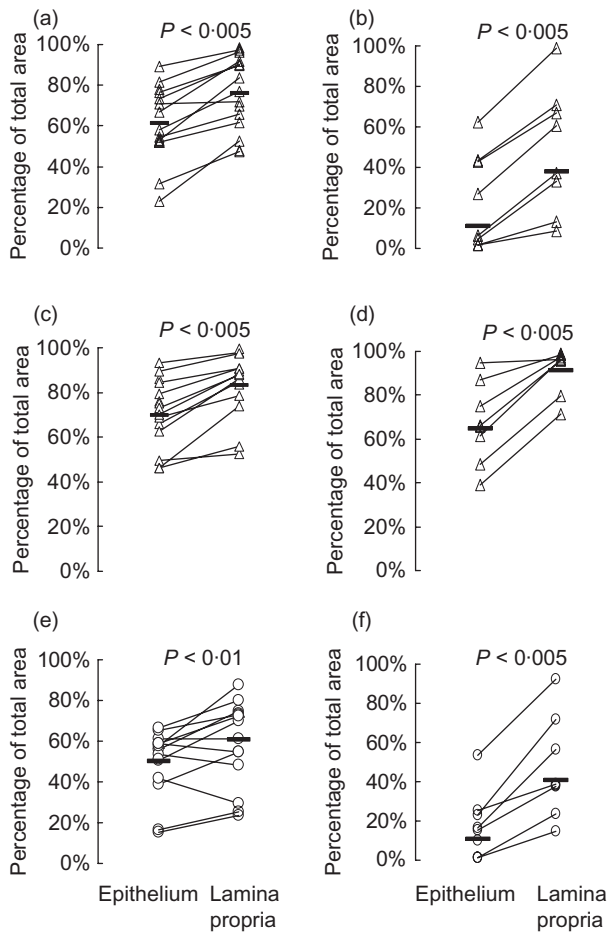 (a)
P < 0·005
Percentage of total area
100%
80%
60%
40%
20%
0%
(b)
P < 0·005
Percentage of total area
100%
80%
60%
40%
20%
0%
(c)
P < 0·005
Percentage of total area
100%
80%
60%
40%
20%
0%
(d)
P < 0·005
Percentage of total area
100%
80%
60%
40%
20%
0%
(e)
P < 0·01
Percentage of total area
100%
80%
60%
40%
20%
0%
Epithelium
Lamina
propria
(f)
P < 0·005
Percentage of total area
100%
80%
60%
40%
20%
0%
Epithelium
Lamina
propria